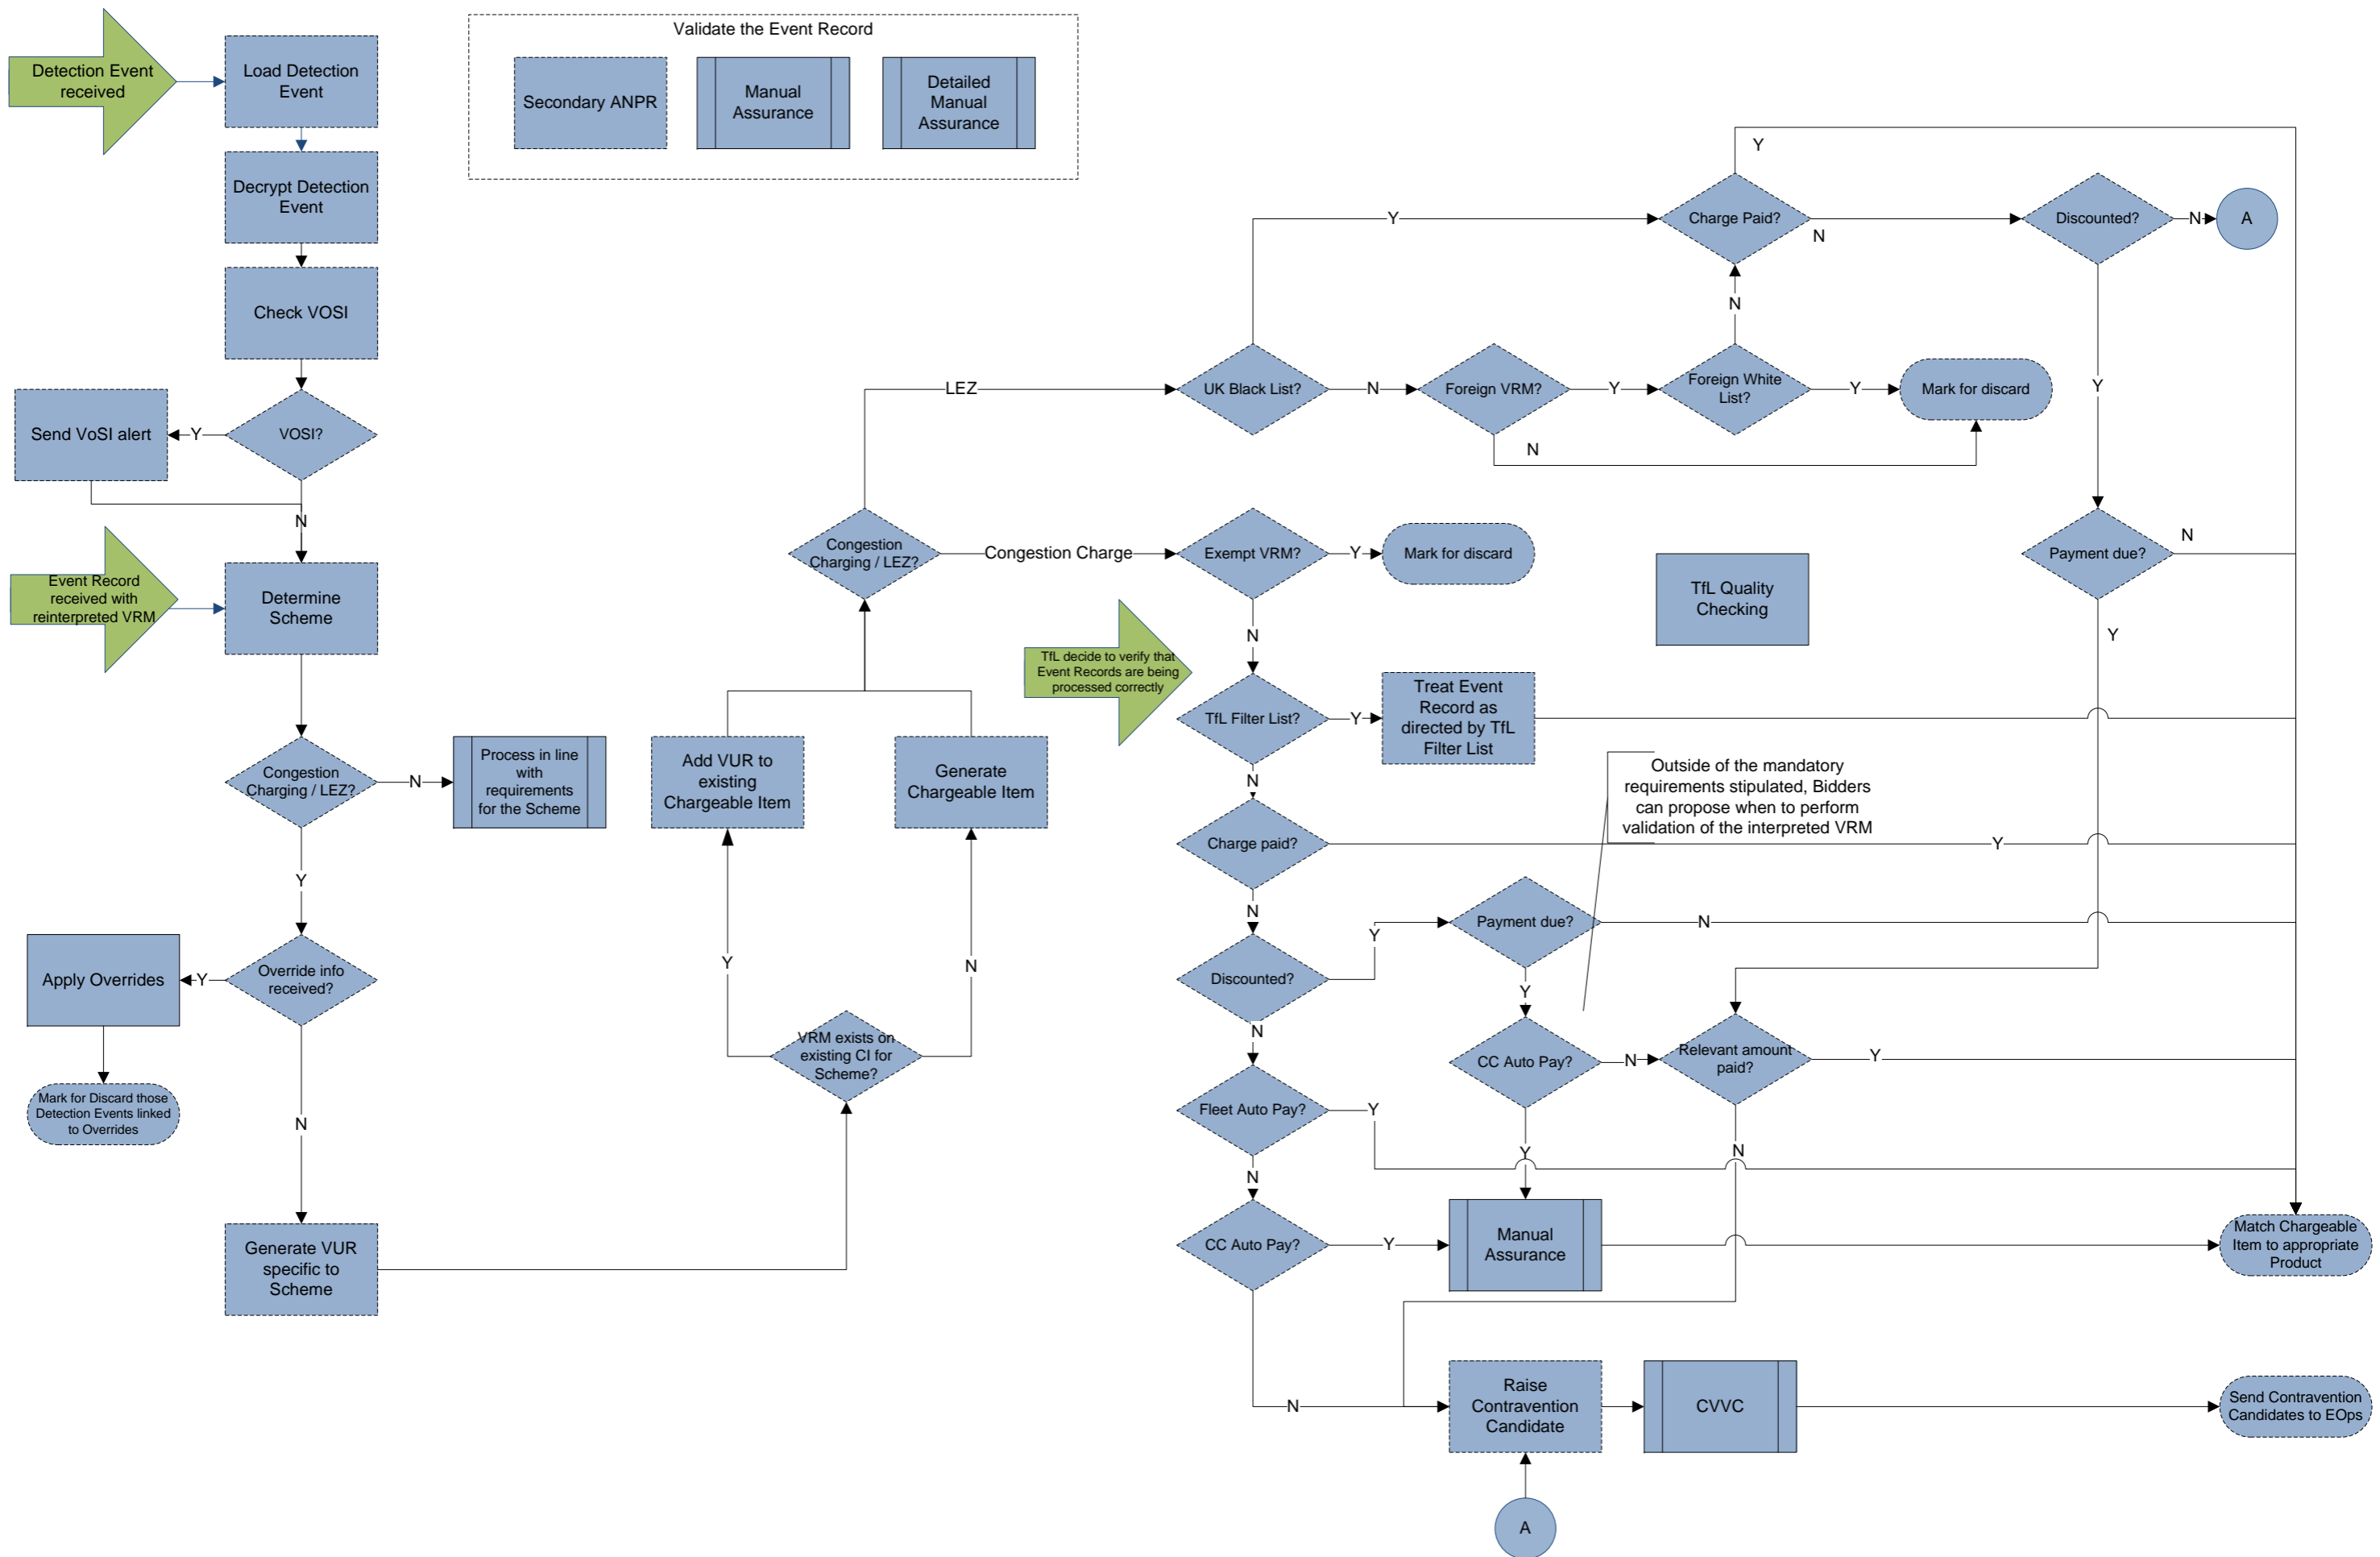 Detection Event
received
Load Detection
Event
Validate the Event Record
Secondary ANPR
Manual
Assurance
Detailed
Manual
Assurance
Decrypt Detection
Event
Check VOSI
Send VoSI alert
Y
VOSI?
N
Event Record
received with
reinterpreted VRM
Determine
Scheme
Congestion
Charging / LEZ?
N
Process in line
with
requirements
for the Scheme
Y
Apply Overrides
Y
Override info
received?
Mark for Discard those
Detection Events linked
to Overrides
N
Generate VUR
specific to
Scheme
VRM exists on
existing CI for
Scheme?
Y
N
Add VUR to
existing
Chargeable Item
Generate
Chargeable Item
Congestion
Charging / LEZ?
LEZ
Congestion Charge
UK Black List?
Y
N
Foreign VRM?
Y
N
Foreign White
List?
Y
N
Mark for discard
Charge Paid?
Y
N
Discounted?
N
A
Y
Payment due?
N
Y
Exempt VRM?
Y
Mark for discard
N
TfL decide to verify that
Event Records are being
processed correctly
TfL Filter List?
Y
Treat Event
Record as
directed by TfL
Filter List
TfL Quality
Checking
Outside of the mandatory
requirements stipulated, Bidders
can propose when to perform
validation of the interpreted VRM
N
Charge paid?
Y
N
Discounted?
Y
Payment due?
N
Y
CC Auto Pay?
N
Relevant amount
paid?
Y
N
N
Fleet Auto Pay?
Y
Y
N
CC Auto Pay?
Y
Manual
Assurance
Match Chargeable
Item to appropriate
Product
N
Raise
Contravention
Candidate
CVVC
Send Contravention
Candidates to EOps
A